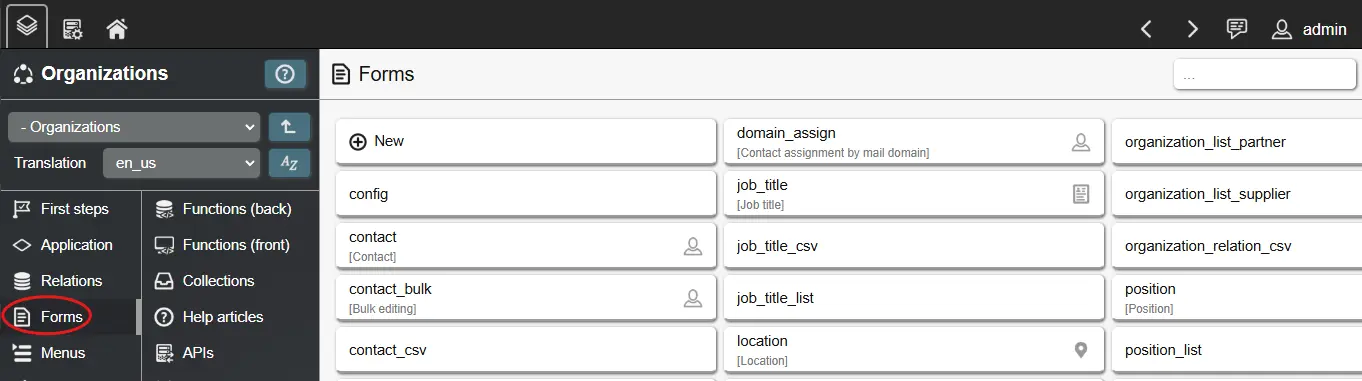 admin
Organizations
- Organizations
Translation
en_us
AZ
First steps
Functions (back)
Application
Functions (front)
Relations
Collections
Forms
Help articles
Menus
APIs
Forms
...
New
config
contact
[Contact]
contact_bulk
[Bulk editing]
contact_csv
domain_assign
[Contact assignment by mail domain]
job_title
[Job title]
job_title_csv
job_title_list
location
[Location]
organization_list_partner
organization_list_supplier
organization_relation_csv
position
[Position]
position_list